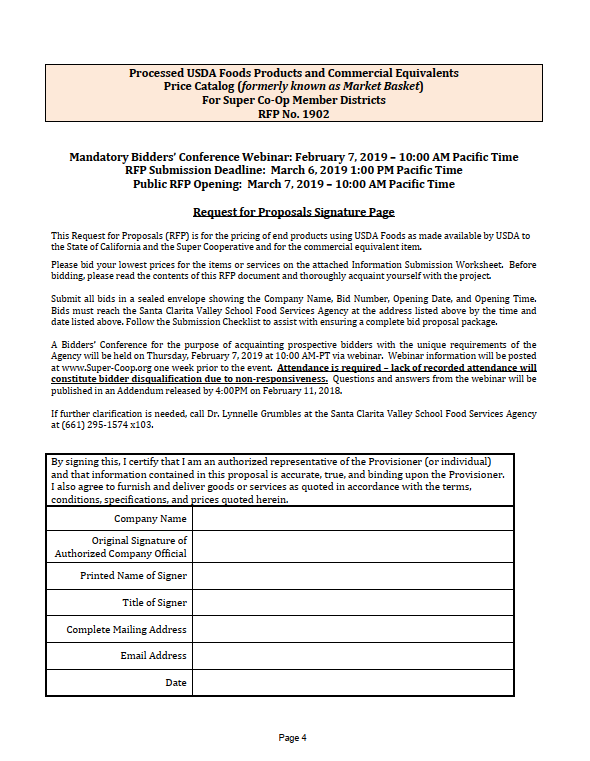 Processed USDA Foods Products and Commercial Equivalents
Price Catalog (formerly known as Market Basket)
For Super Co-Op Member Districts
RFP No. 1902
Mandatory Bidders' Conference Webinar: February 7, 2019 – 10:00 AM Pacific Time
RFP Submission Deadline: March 6, 2019 1:00 PM Pacific Time
Public RFP Opening: March 7, 2019 – 10:00 AM Pacific Time
Request for Proposals Signature Page
This Request for Proposals (RFP) is for the pricing of end products using USDA Foods as made available by USDA to
the State of California and the Super Cooperative and for the commercial equivalent item.
Please bid your lowest prices for the items or services on the attached Information Submission Worksheet. Before
bidding, please read the contents of this RFP document and thoroughly acquaint yourself with the project.
Submit all bids in a sealed envelope showing the Company Name, Bid Number, Opening Date, and Opening Time.
Bids must reach the Santa Clarita Valley School Food Services Agency at the address listed above by the time and
date listed above. Follow the Submission Checklist to assist with ensuring a complete bid proposal package.
A Bidders' Conference for the purpose of acquainting prospective bidders with the unique requirements of the
Agency will be held on Thursday, February 7, 2019 at 10:00 AM-PT via webinar. Webinar information will be posted
at www.Super-Coop.org one week prior to the event. Attendance is required – lack of recorded attendance will
constitute bidder disqualification due to non-responsiveness. Questions and answers from the webinar will be
published in an Addendum released by 4:00PM on February 11, 2018.
If further clarification is needed, call Dr. Lynnelle Grumbles at the Santa Clarita Valley School Food Services Agency
at (661) 295-1574 x103.
By signing this, I certify that I am an authorized representative of the Provisioner (or individual)
and that information contained in this proposal is accurate, true, and binding upon the Provisioner.
I also agree to furnish and deliver goods or services as quoted in accordance with the terms,
conditions, specifications, and prices quoted herein.
Company Name
Original Signature of
Authorized Company Official
Printed Name of Signer
Title of Signer
Complete Mailing Address
Email Address
Date
Page 4